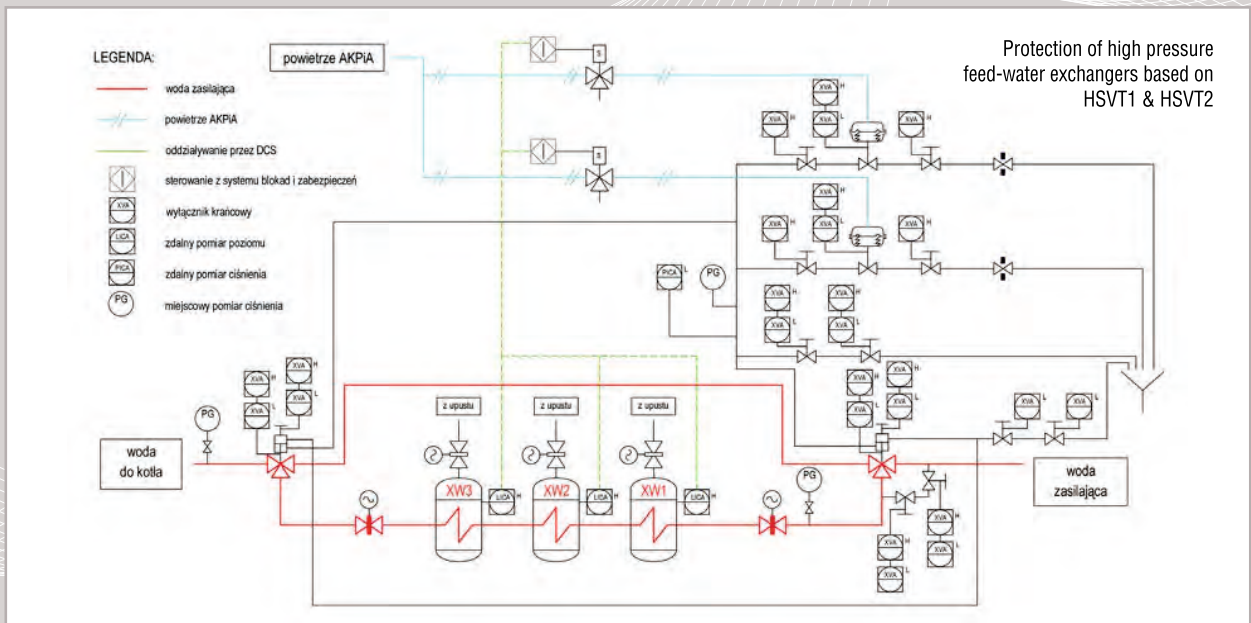 Protection of high pressure
feed-water exchangers based on
HSVT1 & HSVT2
LEGENDA:
woda zasilająca
powietrze AKPiA
oddziaływanie przez DCS
sterowanie z systemu blokad i zabezpieczeń
XVA
wyłącznik krańcowy
LICA
zdalny pomiar poziomu
PICA
zdalny pomiar ciśnienia
PG
miejscowy pomiar ciśnienia
powietrze AKPiA
S
S
XVA H
XVA L
XVA H
XVA H
XVA H
XVA L
XVA H
XVA H
PICA L
PG
XVA H
XVA L
XVA H
XVA L
XVA H
XVA L
XVA H
XVA L
XVA H
XVA L
XVA H
XVA L
XVA L
XVA L
PG
woda
do kotła
z upustu
z upustu
z upustu
XW3
LICA H
XW2
LICA H
XW1
LICA H
PG
woda
zasilająca
XVA H
XVA L
XVA H
XVA L